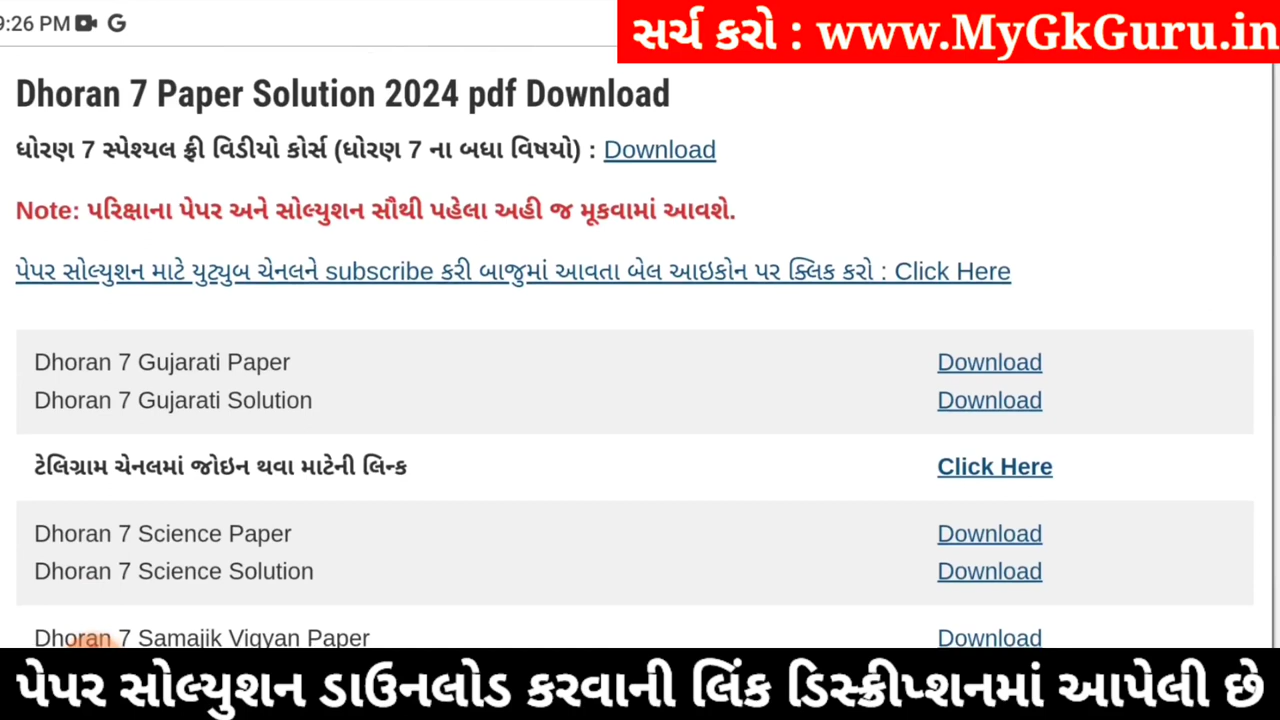 9:26 PM G
સર્ચ કરો : www.MyGkGuru.in
Dhoran 7 Paper Solution 2024 pdf Download
ધોરણ 7 સ્પેશ્યલ ફ્રી વિડીયો કોર્સ (ધોરણ 7 ના બધા વિષયો) : Download
Note: પરિક્ષાના પેપર અને સોલ્યુશન સૌથી પહેલા અહી જ મૂકવામાં આવશે.
પેપર સોલ્યુશન માટે યુટ્યુબ ચેનલને subscribe કરી બાજુમાં આવતા બેલ આઇકોન પર ક્લિક કરો : Click Here
Dhoran 7 Gujarati Paper Download
Dhoran 7 Gujarati Solution Download
ટેલિગ્રામ ચેનલમાં જોઇન થવા માટેની લિન્ક Click Here
Dhoran 7 Science Paper Download
Dhoran 7 Science Solution Download
Dhoran 7 Samajik Vigyan Paper Download
પેપર સોલ્યુશન ડાઉનલોડ કરવાની લિંક ડિસ્ક્રીપ્શનમાં આપેલી છે